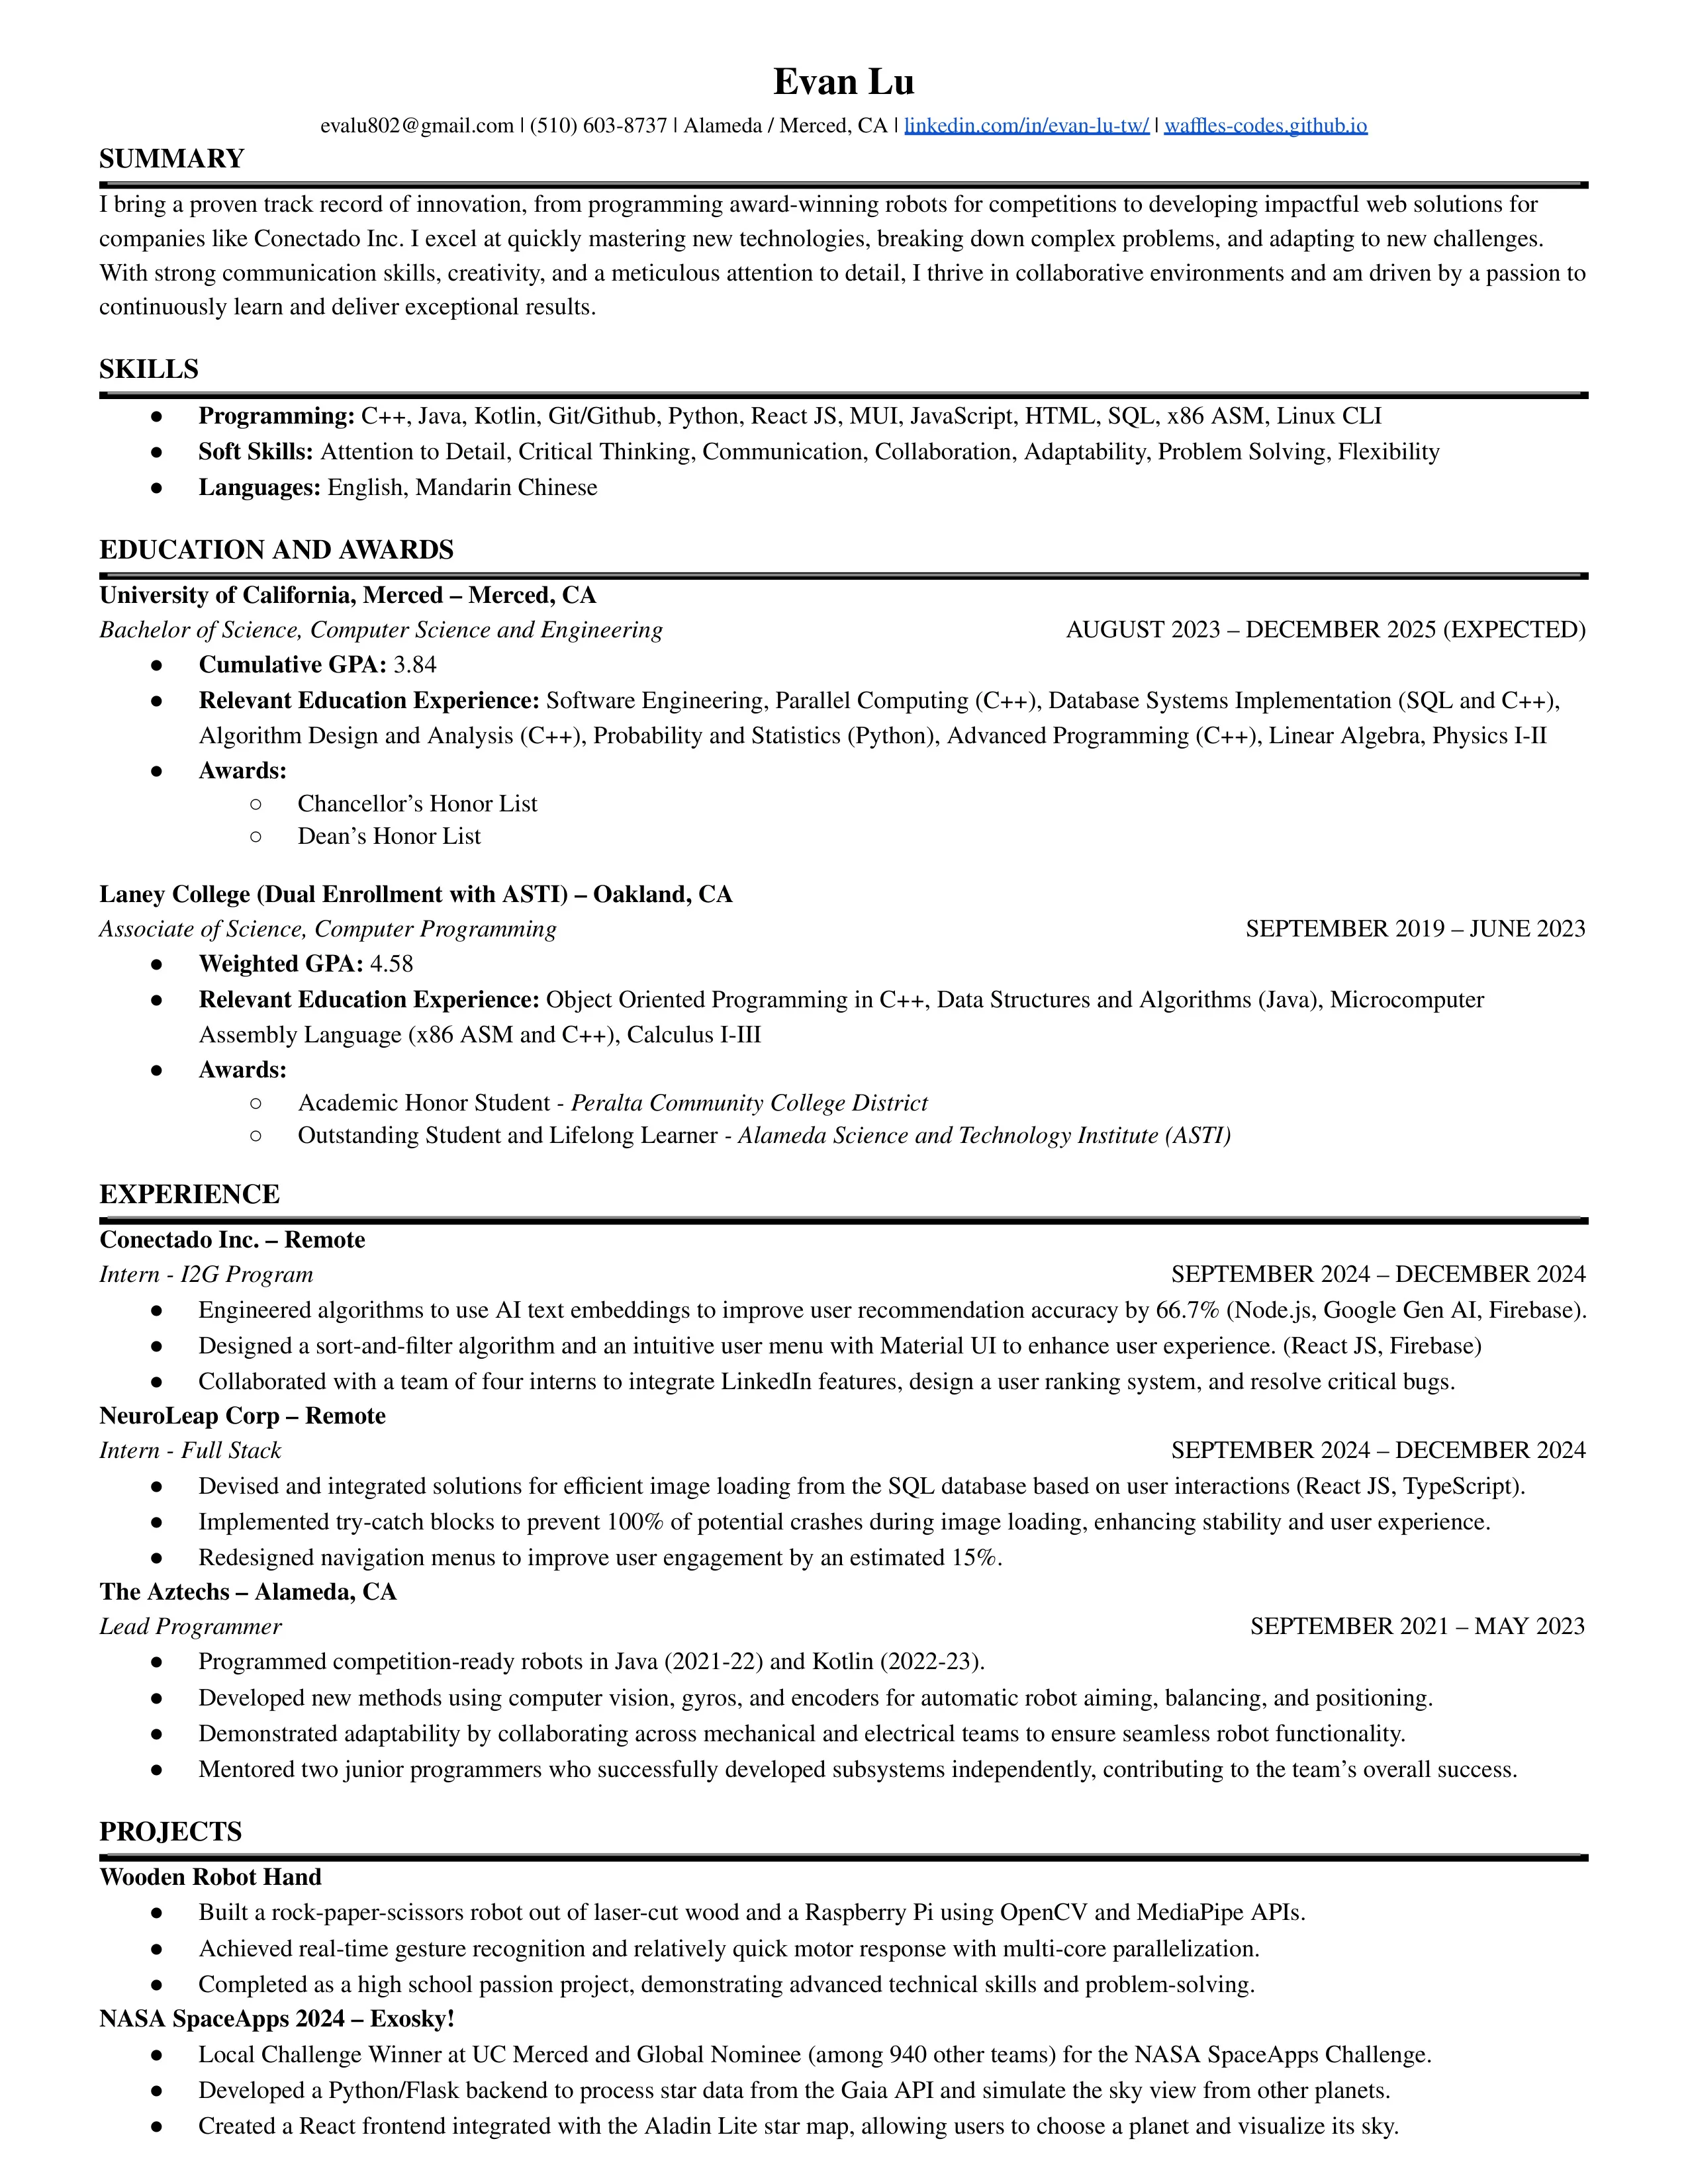 Evan Lu
evalu802@gmail.com | (510) 603-8737 | Alameda / Merced, CA | linkedin.com/in/evan-lu-tw/ | waffles-codes.github.io
SUMMARY
I bring a proven track record of innovation, from programming award-winning robots for competitions to developing impactful web solutions for
companies like Conectado Inc. I excel at quickly mastering new technologies, breaking down complex problems, and adapting to new challenges.
With strong communication skills, creativity, and a meticulous attention to detail, I thrive in collaborative environments and am driven by a passion to
continuously learn and deliver exceptional results.
SKILLS
● Programming: C++, Java, Kotlin, Git/Github, Python, React JS, MUI, JavaScript, HTML, SQL, x86 ASM, Linux CLI
● Soft Skills: Attention to Detail, Critical Thinking, Communication, Collaboration, Adaptability, Problem Solving, Flexibility
● Languages: English, Mandarin Chinese
EDUCATION AND AWARDS
University of California, Merced – Merced, CA
Bachelor of Science, Computer Science and Engineering AUGUST 2023 – DECEMBER 2025 (EXPECTED)
● Cumulative GPA: 3.84
● Relevant Education Experience: Software Engineering, Parallel Computing (C++), Database Systems Implementation (SQL and C++),
Algorithm Design and Analysis (C++), Probability and Statistics (Python), Advanced Programming (C++), Linear Algebra, Physics I-II
● Awards:
○ Chancellor’s Honor List
○ Dean’s Honor List
Laney College (Dual Enrollment with ASTI) – Oakland, CA
Associate of Science, Computer Programming SEPTEMBER 2019 – JUNE 2023
● Weighted GPA: 4.58
● Relevant Education Experience: Object Oriented Programming in C++, Data Structures and Algorithms (Java), Microcomputer
Assembly Language (x86 ASM and C++), Calculus I-III
● Awards:
○ Academic Honor Student - Peralta Community College District
○ Outstanding Student and Lifelong Learner - Alameda Science and Technology Institute (ASTI)
EXPERIENCE
Conectado Inc. – Remote
Intern - I2G Program SEPTEMBER 2024 – DECEMBER 2024
● Engineered algorithms to use AI text embeddings to improve user recommendation accuracy by 66.7% (Node.js, Google Gen AI, Firebase).
● Designed a sort-and-filter algorithm and an intuitive user menu with Material UI to enhance user experience. (React JS, Firebase)
● Collaborated with a team of four interns to integrate LinkedIn features, design a user ranking system, and resolve critical bugs.
NeuroLeap Corp – Remote
Intern - Full Stack SEPTEMBER 2024 – DECEMBER 2024
● Devised and integrated solutions for efficient image loading from the SQL database based on user interactions (React JS, TypeScript).
● Implemented try-catch blocks to prevent 100% of potential crashes during image loading, enhancing stability and user experience.
● Redesigned navigation menus to improve user engagement by an estimated 15%.
The Aztechs – Alameda, CA
Lead Programmer SEPTEMBER 2021 – MAY 2023
● Programmed competition-ready robots in Java (2021-22) and Kotlin (2022-23).
● Developed new methods using computer vision, gyros, and encoders for automatic robot aiming, balancing, and positioning.
● Demonstrated adaptability by collaborating across mechanical and electrical teams to ensure seamless robot functionality.
● Mentored two junior programmers who successfully developed subsystems independently, contributing to the team’s overall success.
PROJECTS
Wooden Robot Hand
● Built a rock-paper-scissors robot out of laser-cut wood and a Raspberry Pi using OpenCV and MediaPipe APIs.
● Achieved real-time gesture recognition and relatively quick motor response with multi-core parallelization.
● Completed as a high school passion project, demonstrating advanced technical skills and problem-solving.
NASA SpaceApps 2024 – Exosky!
● Local Challenge Winner at UC Merced and Global Nominee (among 940 other teams) for the NASA SpaceApps Challenge.
● Developed a Python/Flask backend to process star data from the Gaia API and simulate the sky view from other planets.
● Created a React frontend integrated with the Aladin Lite star map, allowing users to choose a planet and visualize its sky.